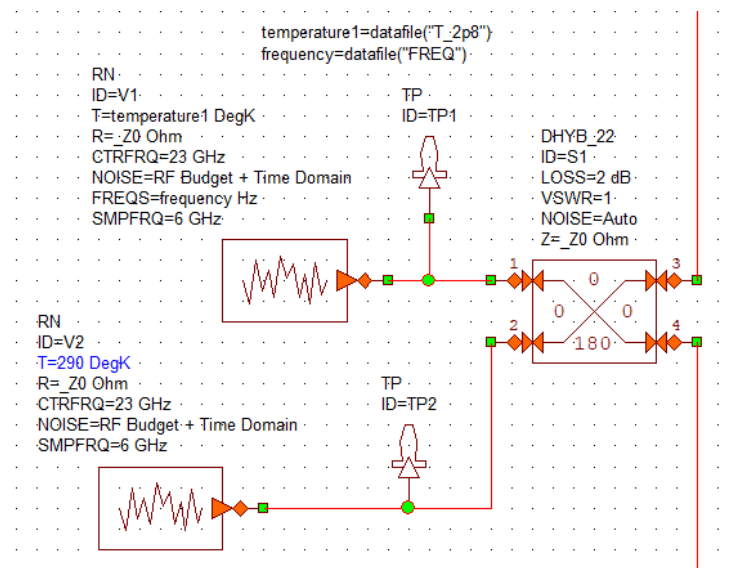 temperature1=datafile("T_2p8")
frequency=datafile("FREQ")
RN
ID=V1
T=temperature1 DegK
R=_Z0 Ohm
CTRFRQ=23 GHz
NOISE=RF Budget + Time Domain
FREQS=frequency Hz
SMPFRQ=6 GHz
TP
ID=TP1
DHYB_22
ID=S1
LOSS=2 dB
VSWR=1
NOISE=Auto
Z=_Z0 Ohm
1
0
3
0
0
2
180
4
RN
ID=V2
T=290 DegK
R=_Z0 Ohm
CTRFRQ=23 GHz
NOISE=RF Budget + Time Domain
SMPFRQ=6 GHz
TP
ID=TP2